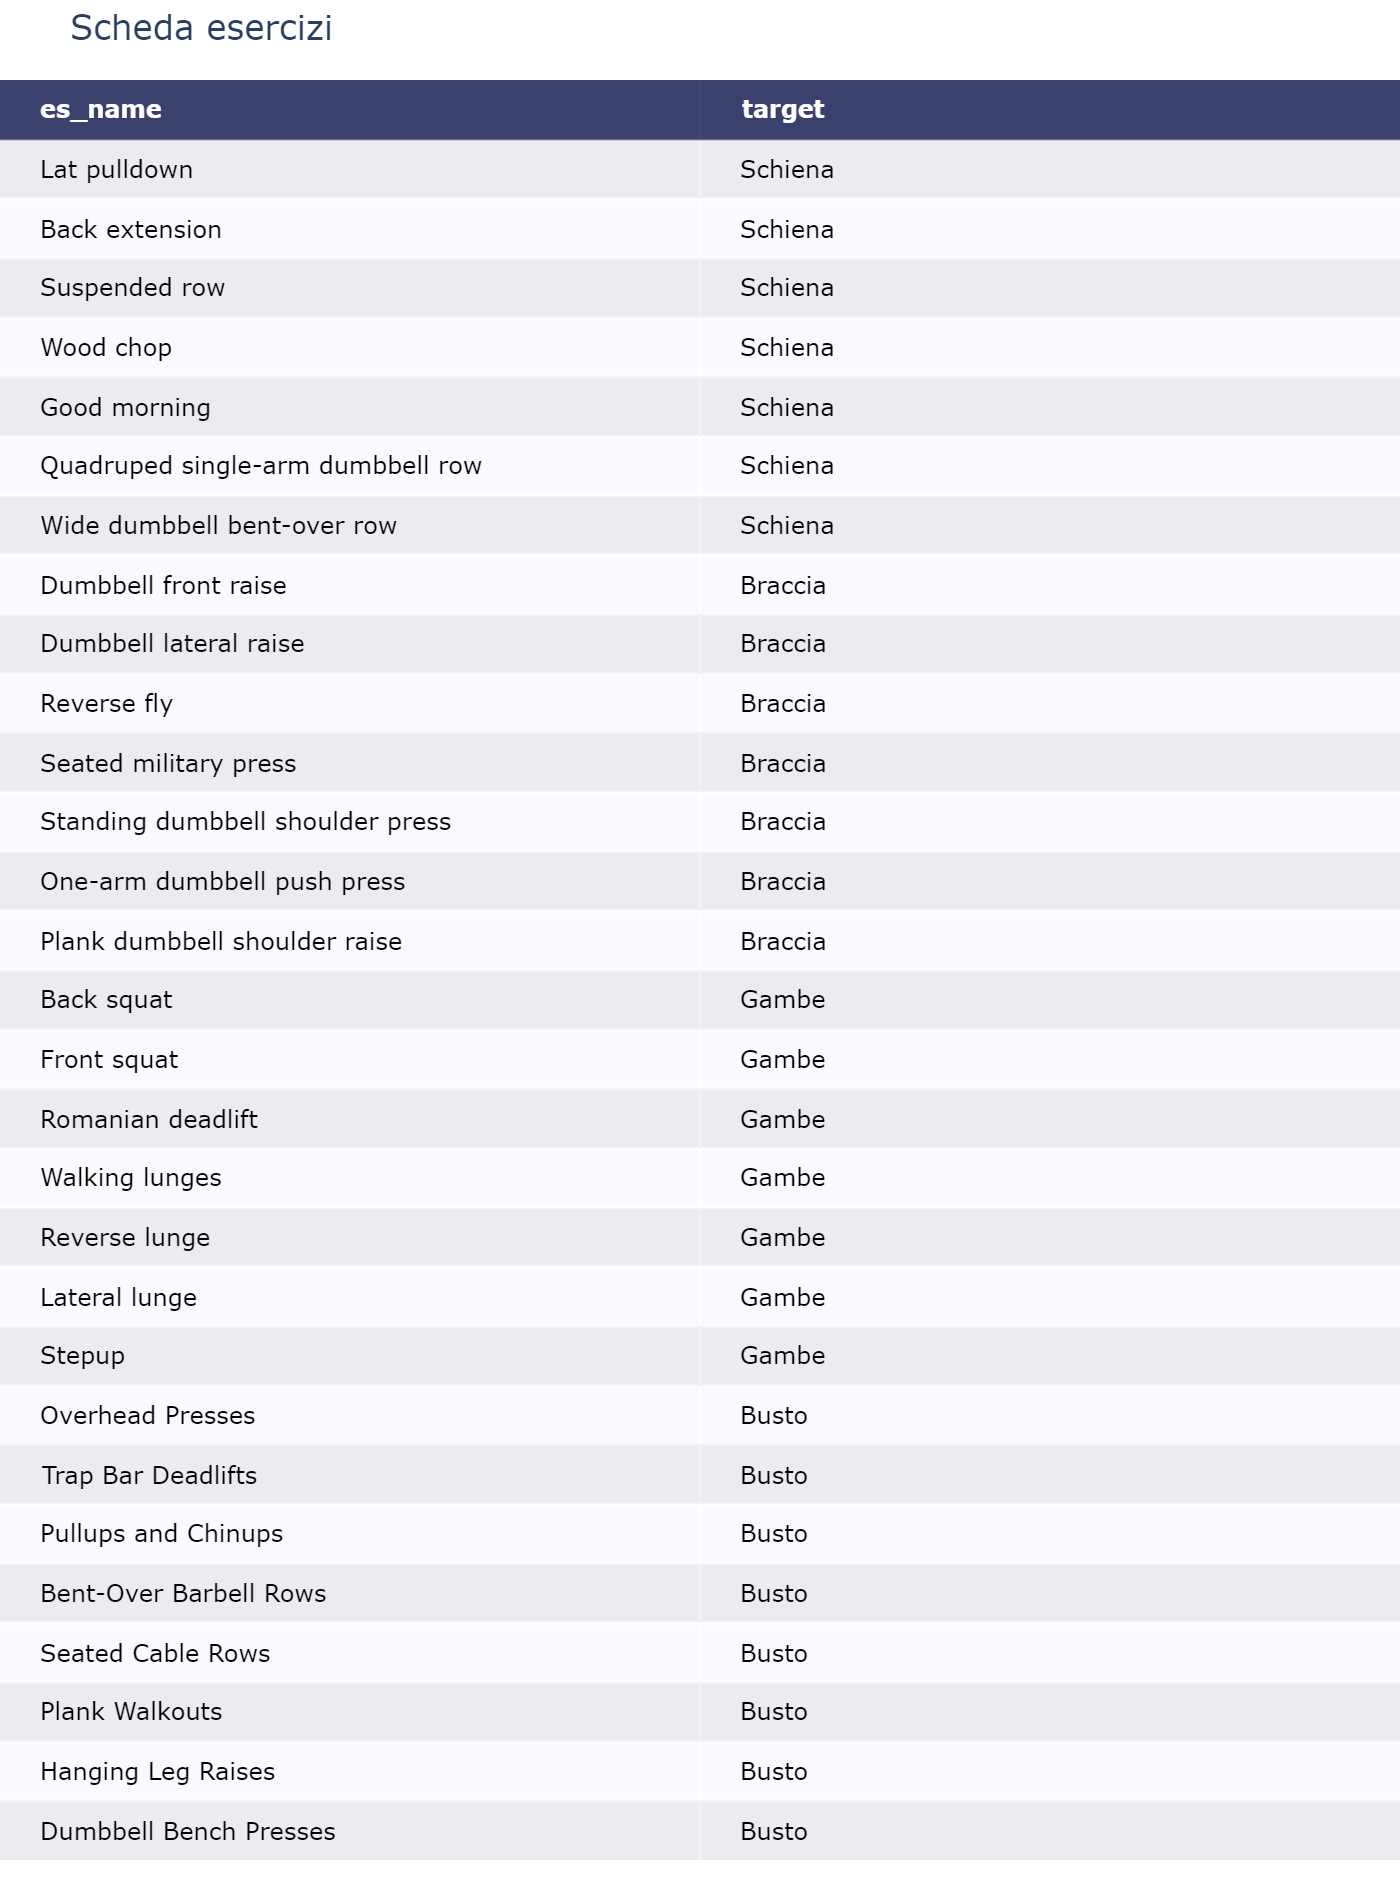 Scheda esercizi
es_name target
Lat pulldown Schiena
Back extension Schiena
Suspended row Schiena
Wood chop Schiena
Good morning Schiena
Quadruped single-arm dumbbell row Schiena
Wide dumbbell bent-over row Schiena
Dumbbell front raise Braccia
Dumbbell lateral raise Braccia
Reverse fly Braccia
Seated military press Braccia
Standing dumbbell shoulder press Braccia
One-arm dumbbell push press Braccia
Plank dumbbell shoulder raise Braccia
Back squat Gambe
Front squat Gambe
Romanian deadlift Gambe
Walking lunges Gambe
Reverse lunge Gambe
Lateral lunge Gambe
Stepup Gambe
Overhead Presses Busto
Trap Bar Deadlifts Busto
Pullups and Chinups Busto
Bent-Over Barbell Rows Busto
Seated Cable Rows Busto
Plank Walkouts Busto
Hanging Leg Raises Busto
Dumbbell Bench Presses Busto